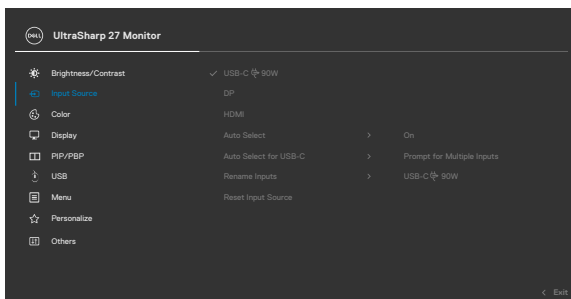 DELL UltraSharp 27 Monitor
Brightness/Contrast USB-C 90W
Input Source DP
Color HDMI
Display Auto Select > On
PIP/PBP Auto Select for USB-C > Prompt for Multiple Inputs
USB Rename Inputs > USB-C 90W
Menu Reset Input Source
Personalize
Others
< Exit